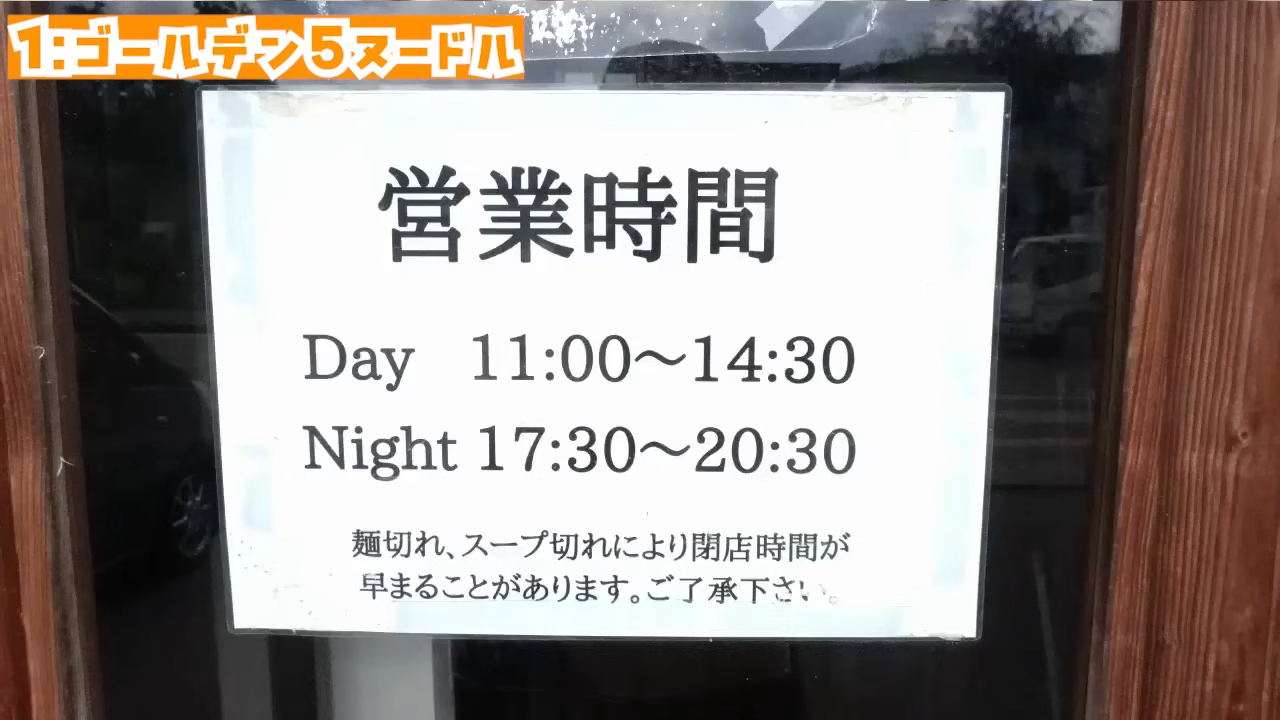 1:ゴールデン5ヌードル
営業時間
Day 11:00～14:30
Night 17:30～20:30
麺切れ、スープ切れにより閉店時間が
早まることがあります。ご了承下さい。